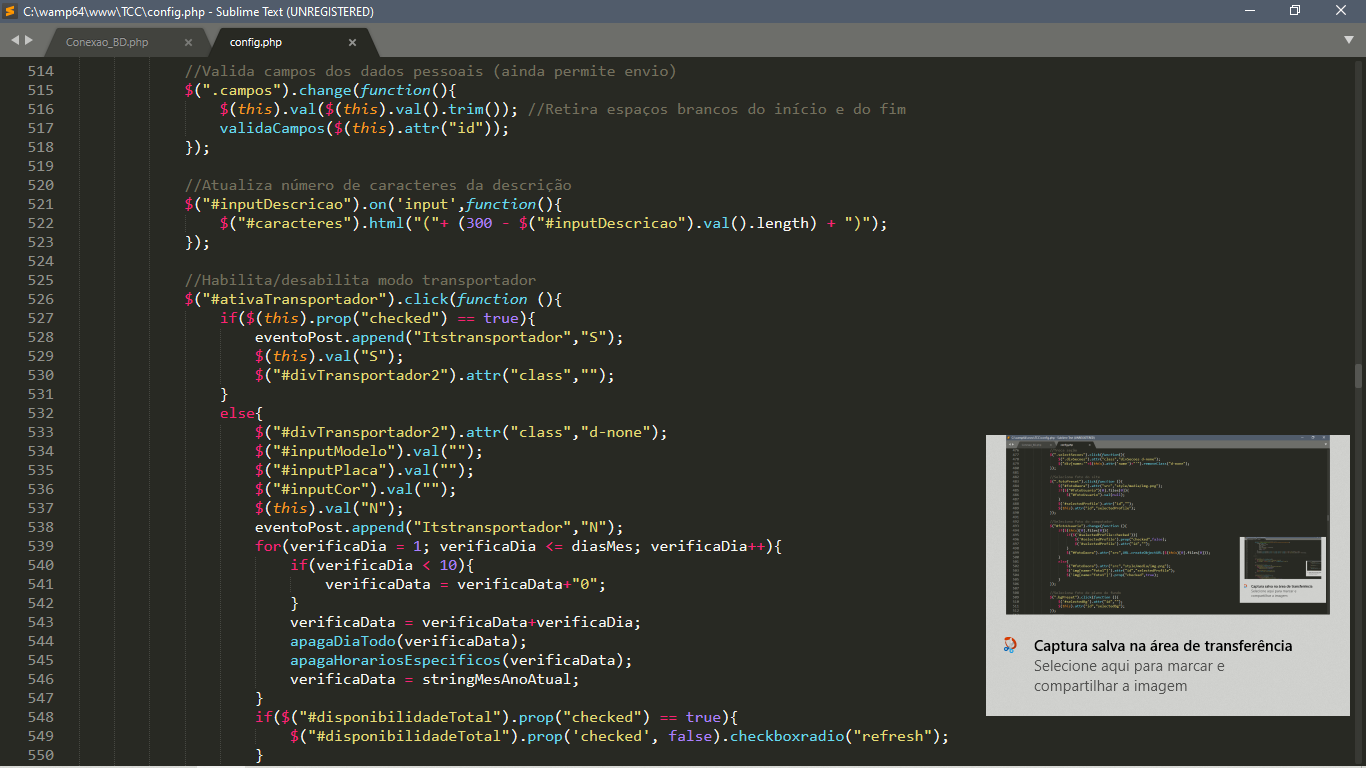 C:\wamp64\www\TCC\config.php - Sublime Text (UNREGISTERED)
Conexao_BD.php
config.php
514 //Valida campos dos dados pessoais (ainda permite envio)
515 $(".campos").change(function(){
516 $(this).val($(this).val().trim()); //Retira espaços brancos do início e do fim
517 validaCampos($(this).attr("id"));
518 });
519
520 //Atualiza número de caracteres da descrição
521 $("#inputDescricao").on('input',function(){
522 $("#caracteres").html("("+ (300 - $("#inputDescricao").val().length) + ")");
523 });
524
525 //Habilita/desabilita modo transportador
526 $("#ativaTransportador").click(function (){
527 if($(this).prop("checked") == true){
528 eventoPost.append("Itstransportador","S");
529 $(this).val("S");
530 $("#divTransportador2").attr("class","");
531 }
532 else{
533 $("#divTransportador2").attr("class","d-none");
534 $("#inputModelo").val("");
535 $("#inputPlaca").val("");
536 $("#inputCor").val("");
537 $(this).val("N");
538 eventoPost.append("Itstransportador","N");
539 for(verificaDia = 1; verificaDia <= diasMes; verificaDia++){
540 if(verificaDia < 10){
541 verificaData = verificaData+"0";
542 }
543 verificaData = verificaData+verificaDia;
544 apagaDiaTodo(verificaData);
545 apagaHorariosEspecificos(verificaData);
546 verificaData = stringMesAnoAtual;
547 }
548 if($("#disponibilidadeTotal").prop("checked") == true){
549 $("#disponibilidadeTotal").prop('checked', false).checkboxradio("refresh");
550 }
Captura salva na área de transferência
Selecione aqui para marcar e
compartilhar a imagem